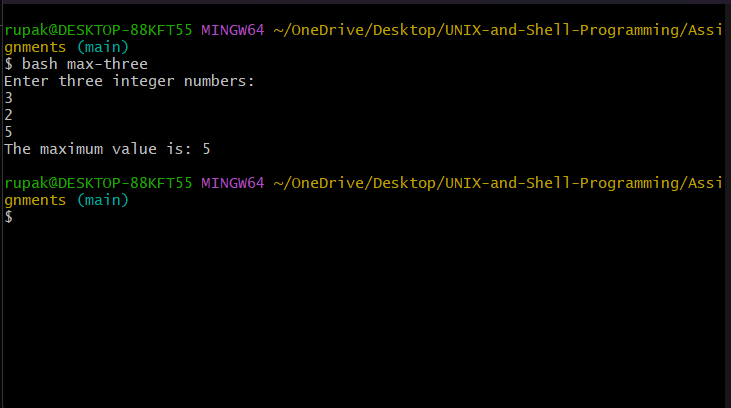 rupak@DESKTOP-88KFT55 MINGW64 ~/OneDrive/Desktop/UNIX-and-Shell-Programming/Assi
gnments (main)
$ bash max-three
Enter three integer numbers:
3
2
5
The maximum value is: 5
rupak@DESKTOP-88KFT55 MINGW64 ~/OneDrive/Desktop/UNIX-and-Shell-Programming/Assi
gnments (main)
$